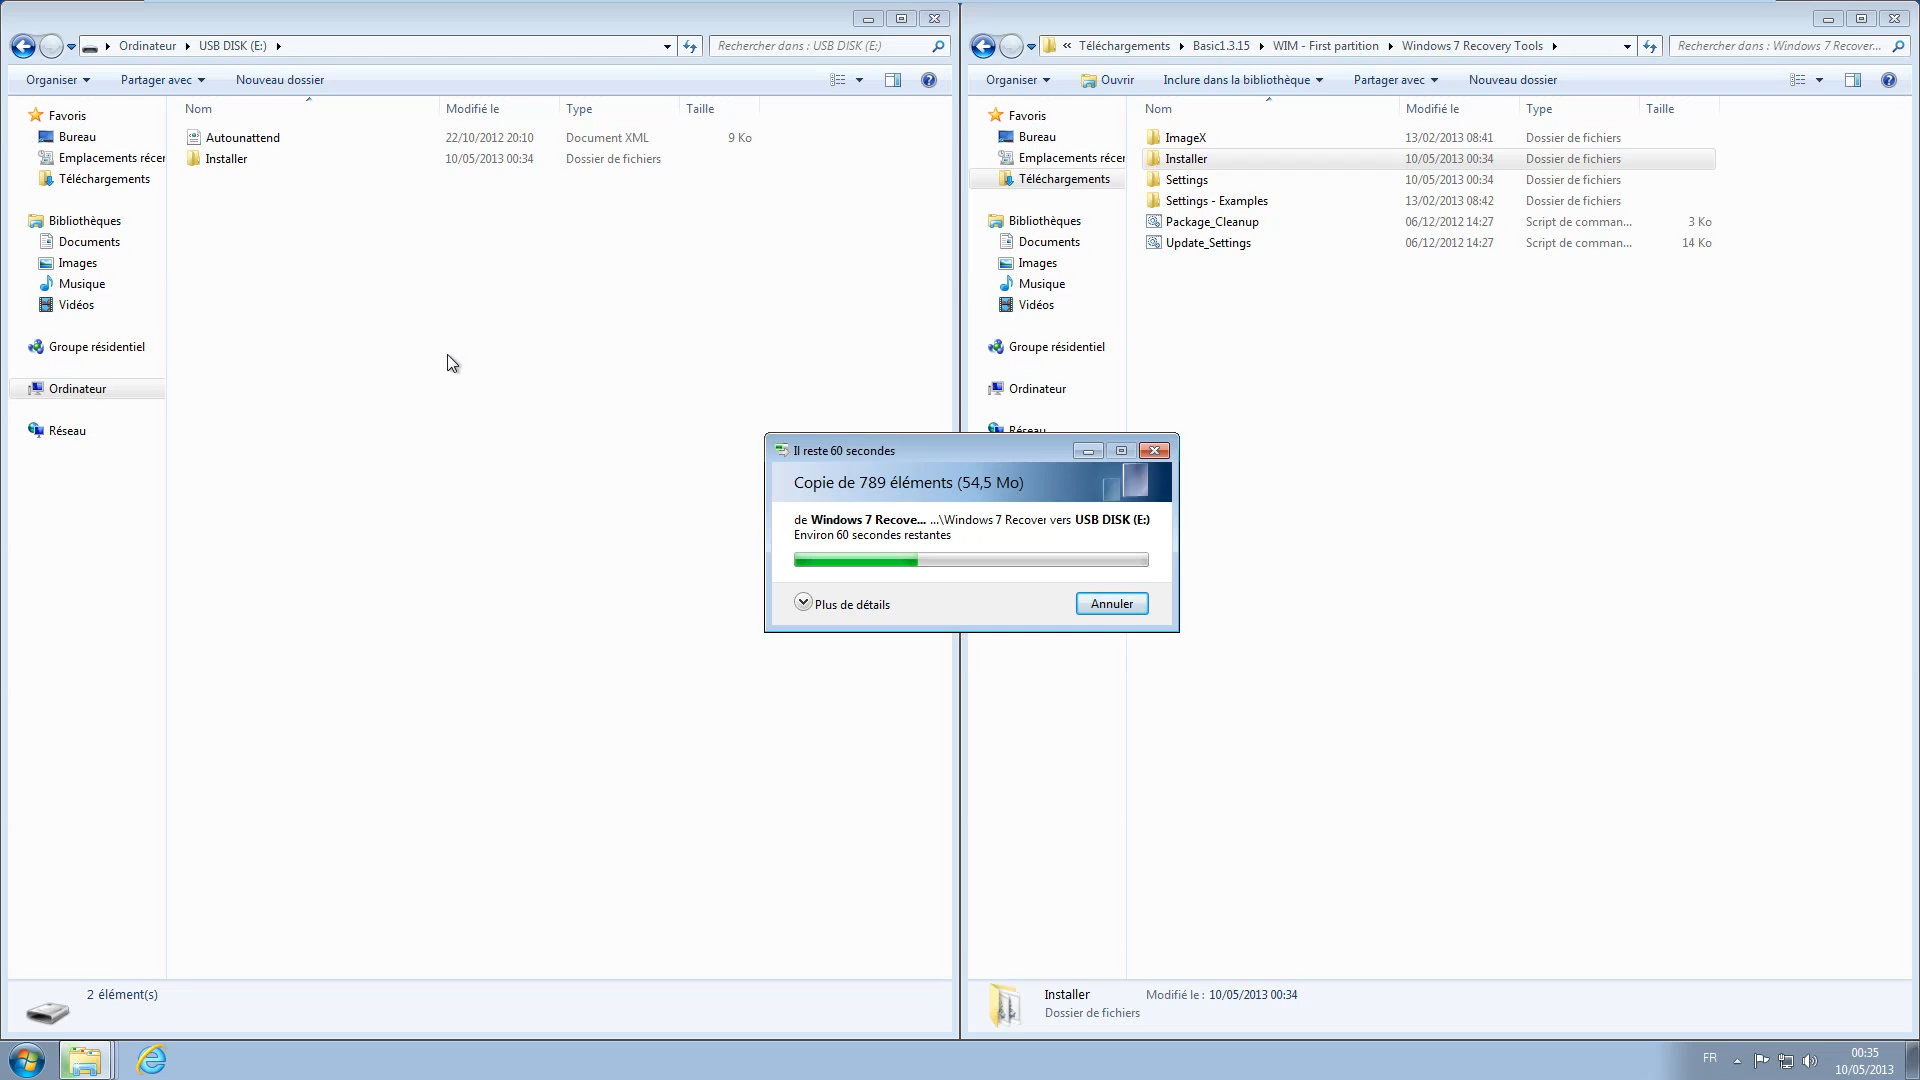 Ordinateur
USB DISK (E:)
Rechercher dans : USB DISK (E:)
Organiser
Partager avec
Nouveau dossier
Favoris
Bureau
Emplacements récer
Téléchargements
Bibliothèques
Documents
Images
Musique
Vidéos
Groupe résidentiel
Ordinateur
Réseau
Nom
Modifié le
Type
Taille
Autounattend
22/10/2012 20:10
Document XML
9 Ko
Installer
10/05/2013 00:34
Dossier de fichiers
2 élément(s)
« Téléchargements
Basic1.3.15
WIM - First partition
Windows 7 Recovery Tools
Rechercher dans : Windows 7 Recover...
Organiser
Ouvrir
Inclure dans la bibliothèque
Partager avec
Nouveau dossier
Favoris
Bureau
Emplacements récer
Téléchargements
Bibliothèques
Documents
Images
Musique
Vidéos
Groupe résidentiel
Ordinateur
Réseau
Nom
Modifié le
Type
Taille
ImageX
13/02/2013 08:41
Dossier de fichiers
Installer
10/05/2013 00:34
Dossier de fichiers
Settings
10/05/2013 00:34
Dossier de fichiers
Settings - Examples
13/02/2013 08:42
Dossier de fichiers
Package_Cleanup
06/12/2012 14:27
Script de comman...
3 Ko
Update_Settings
06/12/2012 14:27
Script de comman...
14 Ko
Il reste 60 secondes
Copie de 789 éléments (54,5 Mo)
de Windows 7 Recove... ...\Windows 7 Recover vers USB DISK (E:)
Environ 60 secondes restantes
Plus de détails
Annuler
Installer
Modifié le : 10/05/2013 00:34
Dossier de fichiers
FR
00:35
10/05/2013